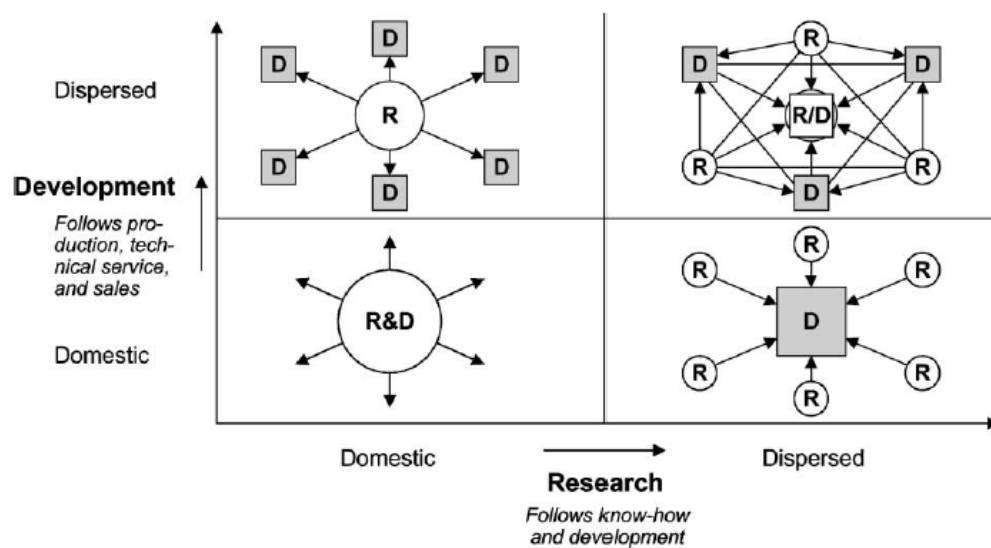 D
D
D
R
D
D
D
R
D
D
R/D
R
R
D
Dispersed
Development
Follows pro-
duction, tech-
nical service,
and sales
Domestic
R&D
R
R
R
D
R
R
R
Domestic
Dispersed
Research
Follows know-how
and development